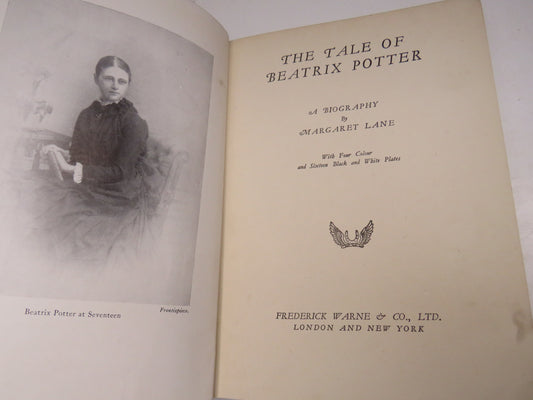 Beatrix Potter at Seventeen
Frontispiece.
THE TALE OF
BEATRIX POTTER
A BIOGRAPHY
By
MARGARET LANE
With Four Colour
and Sixteen Black and White Plates
FREDERICK WARNE & CO., LTD.
LONDON AND NEW YORK